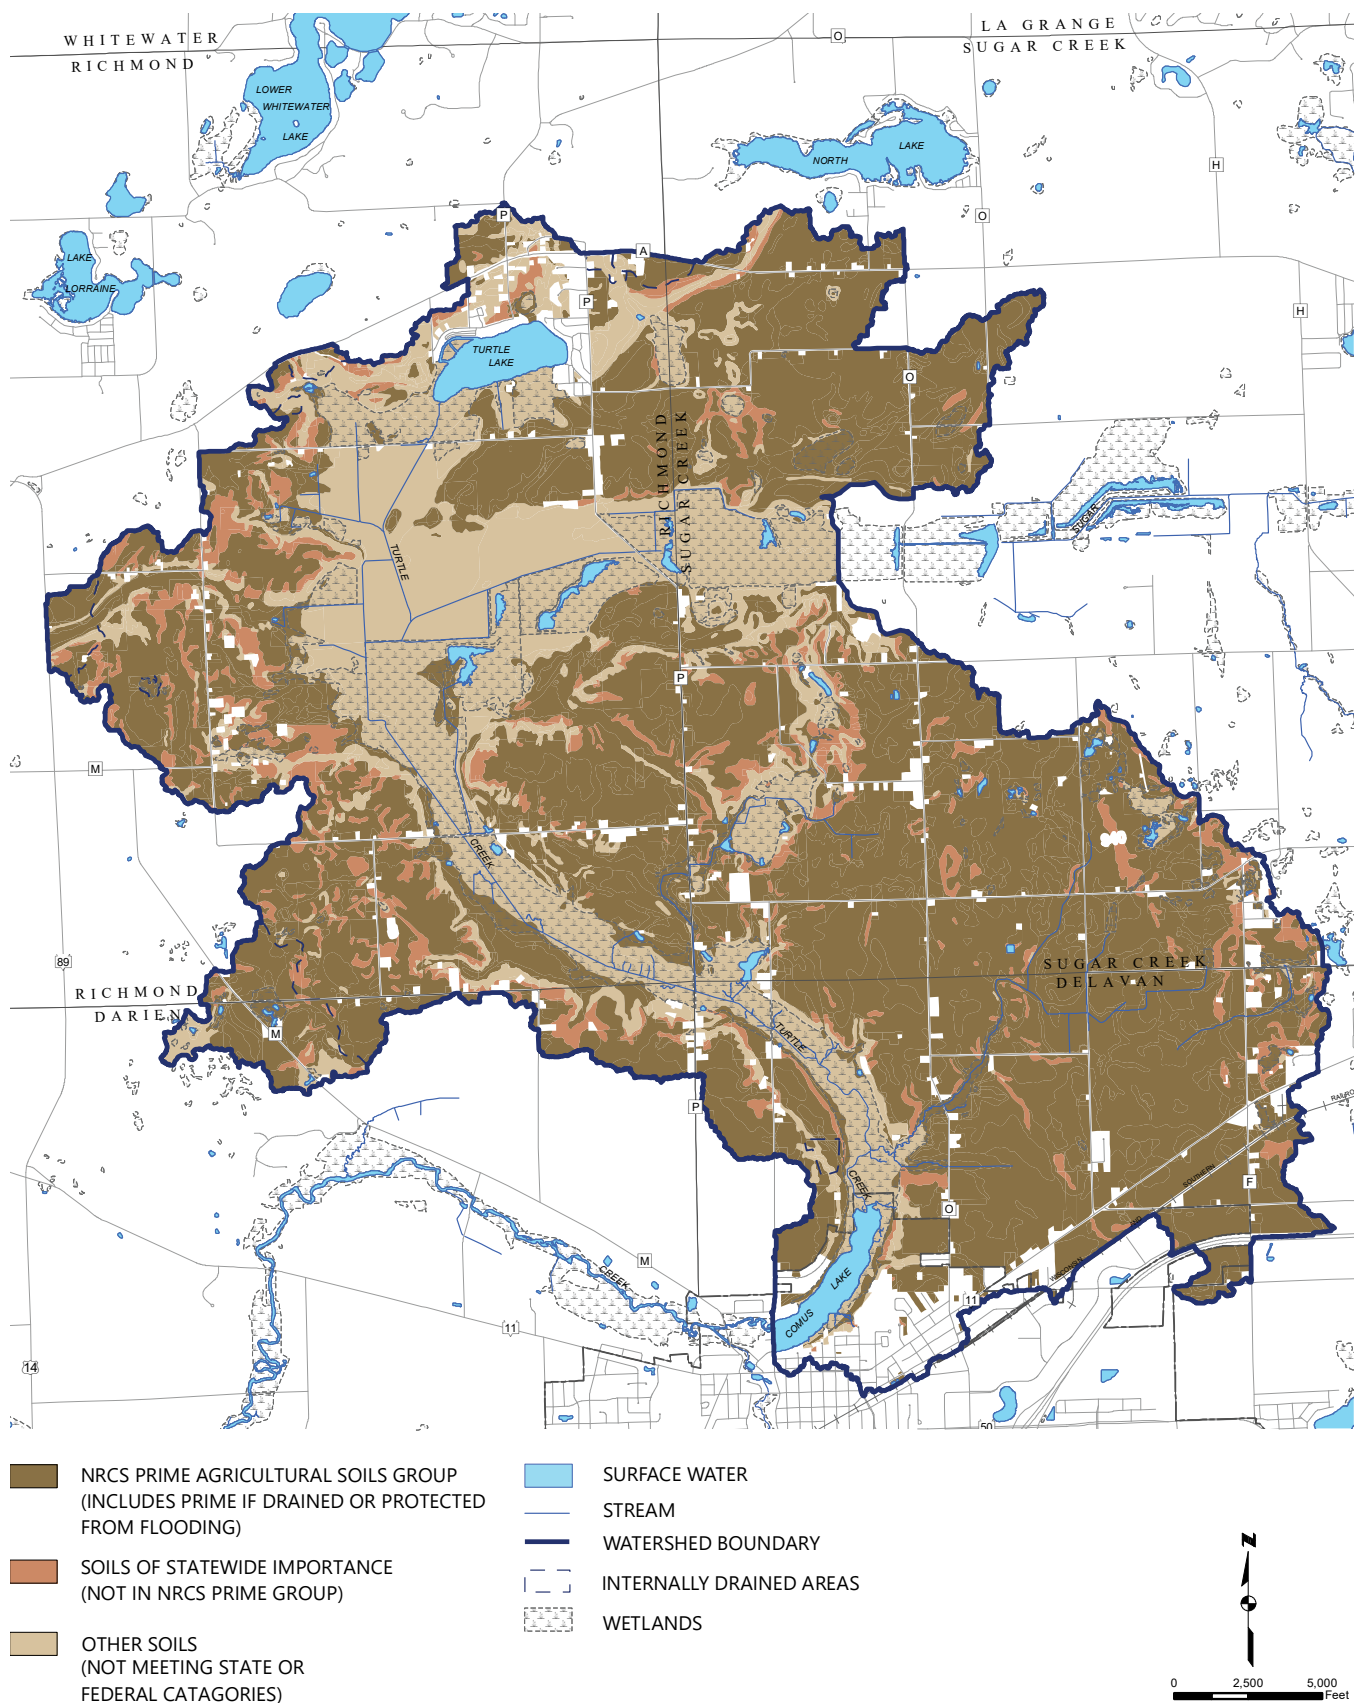 WHITEWATER
RICHMOND
LA GRANGE
SUGAR CREEK
O
LOWER
WHITEWATER
LAKE
NORTH
LAKE
H
P
O
A
LAKE
LORRAINE
P
H
TURTLE
LAKE
O
RICHMOND
SUGAR CREEK
SUGAR
TURTLE
P
M
CREEK
89
SUGAR CREEK
DELAVAN
RICHMOND
DARIEN
M
TURTLE
P
RAILRO
SOUTHERN
CREEK
F
O
AND
M
CREEK
LAKE
WISCONSIN
11
COMUS
11
14
50
NRCS PRIME AGRICULTURAL SOILS GROUP
(INCLUDES PRIME IF DRAINED OR PROTECTED
FROM FLOODING)
SOILS OF STATEWIDE IMPORTANCE
(NOT IN NRCS PRIME GROUP)
OTHER SOILS
(NOT MEETING STATE OR
FEDERAL CATAGORIES)
SURFACE WATER
STREAM
WATERSHED BOUNDARY
INTERNALLY DRAINED AREAS
WETLANDS
N
0 2,500 5,000
Feet